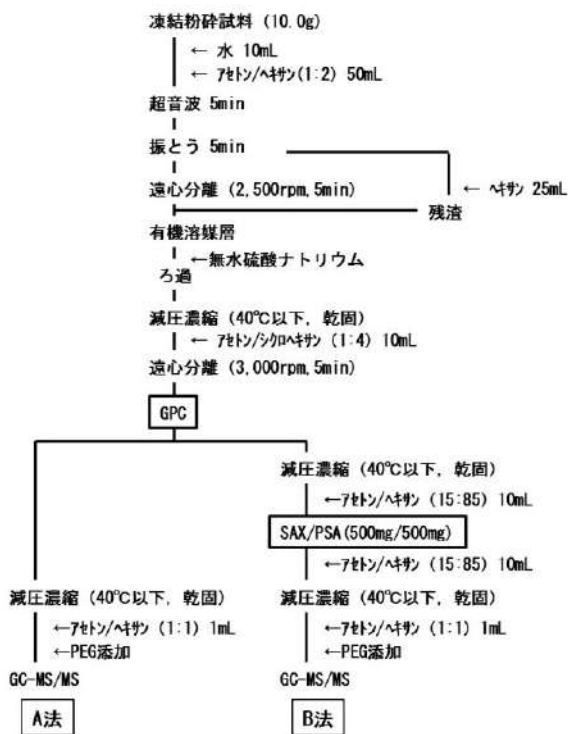 凍結粉砕試料 (10.0g)
← 水 10mL
← ｱｾﾄﾝ/ﾍｷｻﾝ(1:2) 50mL
超音波 5min
振とう 5min
遠心分離 (2,500rpm,5min)
← ﾍｷｻﾝ 25mL
残渣
有機溶媒層
←無水硫酸ナトリウム
ろ過
減圧濃縮 (40℃以下, 乾固)
← ｱｾﾄﾝ/ｼｸﾛﾍｷｻﾝ (1:4) 10mL
遠心分離 (3,000rpm,5min)
GPC
減圧濃縮 (40℃以下, 乾固)
←ｱｾﾄﾝ/ﾍｷｻﾝ (15:85) 10mL
SAX/PSA(500mg/500mg)
←ｱｾﾄﾝ/ﾍｷｻﾝ (15:85) 10mL
減圧濃縮 (40℃以下, 乾固)
←ｱｾﾄﾝ/ﾍｷｻﾝ (1:1) 1mL
←PEG添加
GC-MS/MS
A法
減圧濃縮 (40℃以下, 乾固)
←ｱｾﾄﾝ/ﾍｷｻﾝ (1:1) 1mL
←PEG添加
GC-MS/MS
B法